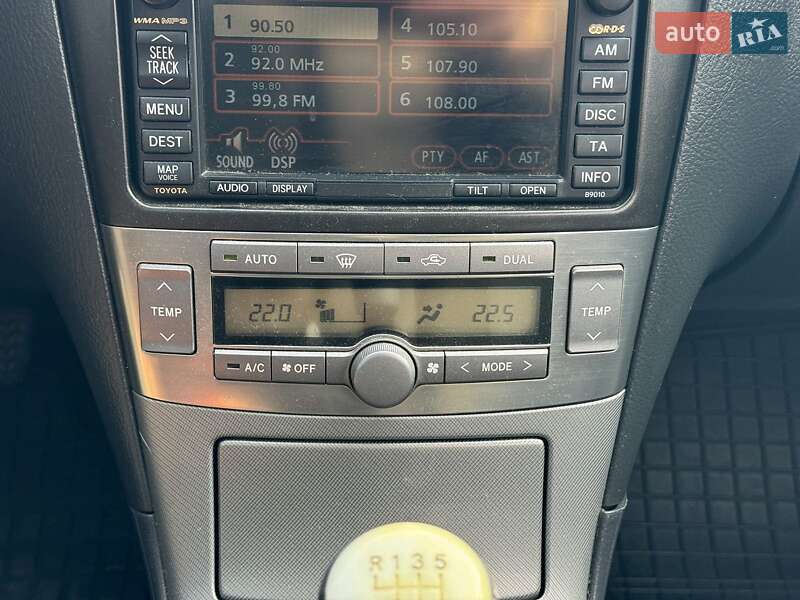 WMA MP3
SEEK
TRACK
MENU
DEST
MAP
VOICE
TOYOTA
1 90.50
92.00
2 92.0 MHz
99.80
3 99,8 FM
4 105.10
5 107.90
6 108.00
SOUND
DSP
PTY
AF
AST
AUDIO
DISPLAY
TILT
OPEN
R·D·S
AM
FM
DISC
TA
INFO
B9010
auto RIA
.com
AUTO
DUAL
TEMP
22.0
22.5
TEMP
A/C
OFF
< MODE >
R 1 3 5